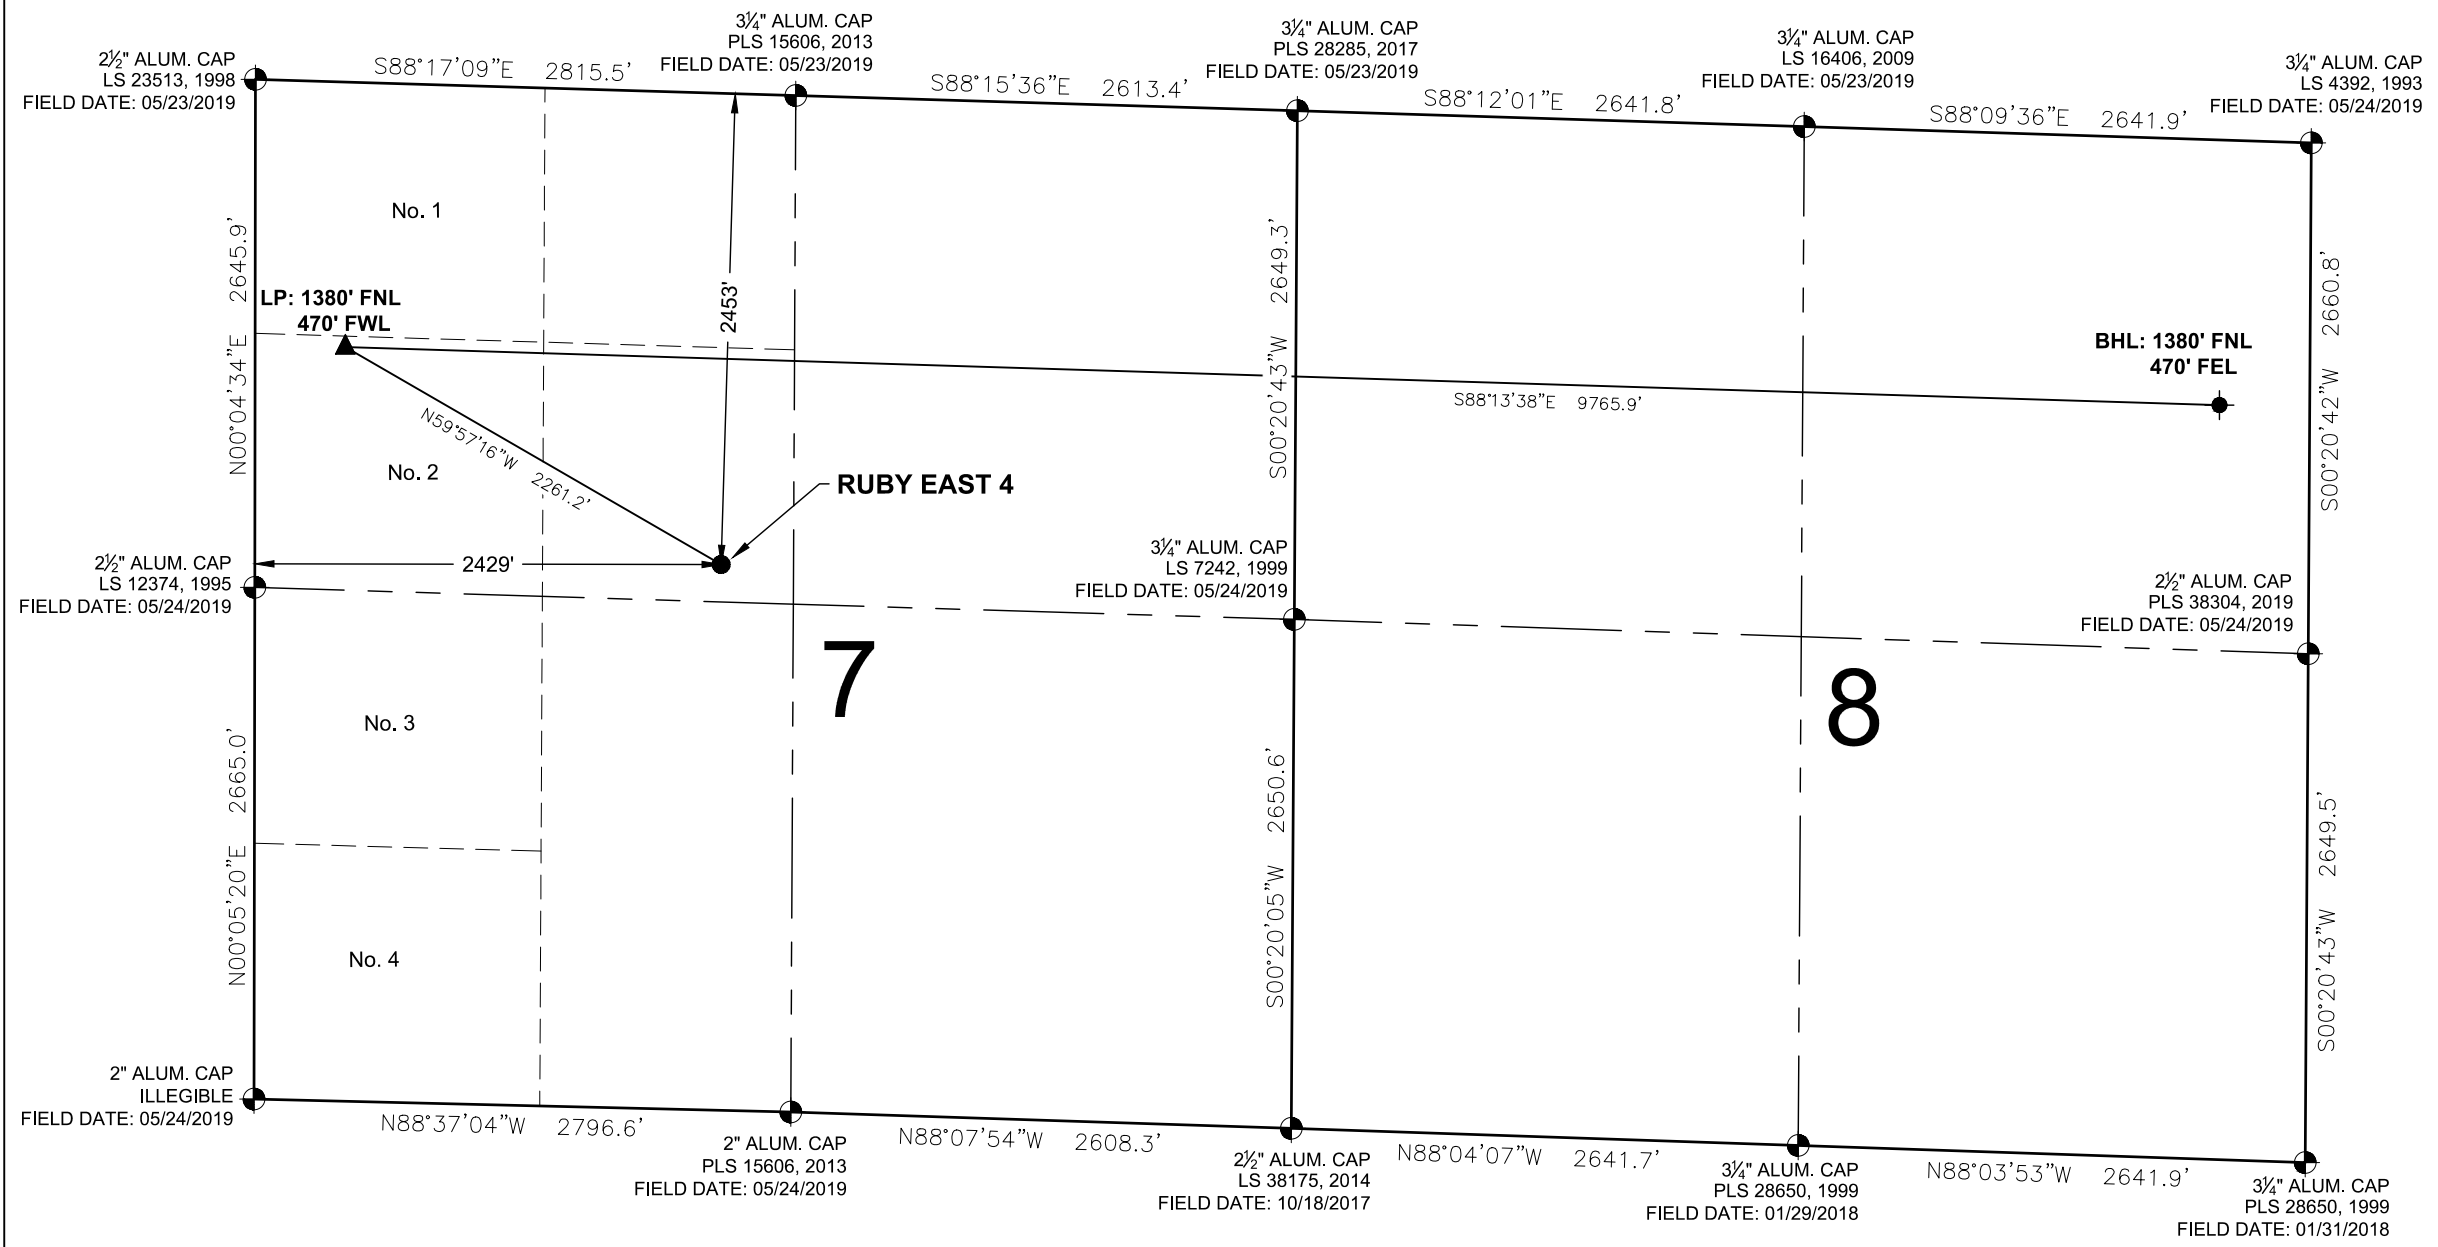 2½" ALUM. CAP
LS 23513, 1998
FIELD DATE: 05/23/2019
S88°17'09"E 2815.5'
3¼" ALUM. CAP
PLS 15606, 2013
FIELD DATE: 05/23/2019
S88°15'36"E 2613.4'
3¼" ALUM. CAP
PLS 28285, 2017
FIELD DATE: 05/23/2019
S88°12'01"E 2641.8'
3¼" ALUM. CAP
LS 16406, 2009
FIELD DATE: 05/23/2019
S88°09'36"E 2641.9'
3¼" ALUM. CAP
LS 4392, 1993
FIELD DATE: 05/24/2019
No. 1
N00°04'34"E 2645.9'
LP: 1380' FNL
470' FWL
2453'
S00°20'43"W 2649.3'
S00°20'42"W 2660.8'
BHL: 1380' FNL
470' FEL
S88°13'38"E 9765.9'
N59°57'16"W 2261.2'
No. 2
RUBY EAST 4
2429'
2½" ALUM. CAP
LS 12374, 1995
FIELD DATE: 05/24/2019
3¼" ALUM. CAP
LS 7242, 1999
FIELD DATE: 05/24/2019
2½" ALUM. CAP
PLS 38304, 2019
FIELD DATE: 05/24/2019
7
8
No. 3
N00°05'20"E 2665.0'
S00°20'05"W 2650.6'
S00°20'43"W 2649.5'
No. 4
2" ALUM. CAP
ILLEGIBLE
FIELD DATE: 05/24/2019
N88°37'04"W 2796.6'
2" ALUM. CAP
PLS 15606, 2013
FIELD DATE: 05/24/2019
N88°07'54"W 2608.3'
2½" ALUM. CAP
LS 38175, 2014
FIELD DATE: 10/18/2017
N88°04'07"W 2641.7'
3¼" ALUM. CAP
PLS 28650, 1999
FIELD DATE: 01/29/2018
N88°03'53"W 2641.9'
3¼" ALUM. CAP
PLS 28650, 1999
FIELD DATE: 01/31/2018